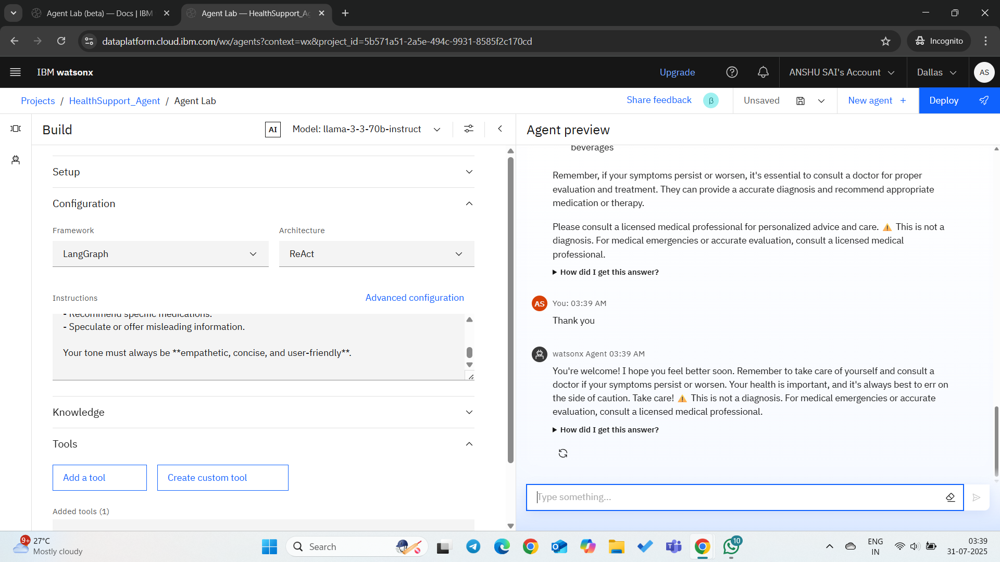 Agent Lab (beta) — Docs | IBM
Agent Lab — HealthSupport_Ag
dataplatform.cloud.ibm.com/wx/agents?context=wx&project_id=5b571a51-2a5e-494c-9931-8585f2c170cd
Incognito
IBM watsonx
Upgrade
ANSHU SAI's Account
Dallas
AS
Projects / HealthSupport_Agent / Agent Lab
Share feedback
β
Unsaved
New agent +
Deploy
Build
AI
Model: llama-3-3-70b-instruct
Agent preview
Setup
Configuration
Framework
Architecture
LangGraph
ReAct
Instructions
Advanced configuration
- Recommend specific medications.
- Speculate or offer misleading information.
Your tone must always be **empathetic, concise, and user-friendly**.
Knowledge
Tools
Add a tool
Create custom tool
Added tools (1)
beverages
Remember, if your symptoms persist or worsen, it's essential to consult a doctor for proper
evaluation and treatment. They can provide a accurate diagnosis and recommend appropriate
medication or therapy.
Please consult a licensed medical professional for personalized advice and care. ⚠️ This is not a
diagnosis. For medical emergencies or accurate evaluation, consult a licensed medical
professional.
How did I get this answer?
AS
You: 03:39 AM
Thank you
watsonx Agent 03:39 AM
You're welcome! I hope you feel better soon. Remember to take care of yourself and consult a
doctor if your symptoms persist or worsen. Your health is important, and it's always best to err on
the side of caution. Take care! ⚠️ This is not a diagnosis. For medical emergencies or accurate
evaluation, consult a licensed medical professional.
How did I get this answer?
Type something...
9+
27°C
Mostly cloudy
Search
10
ENG
IN
03:39
31-07-2025